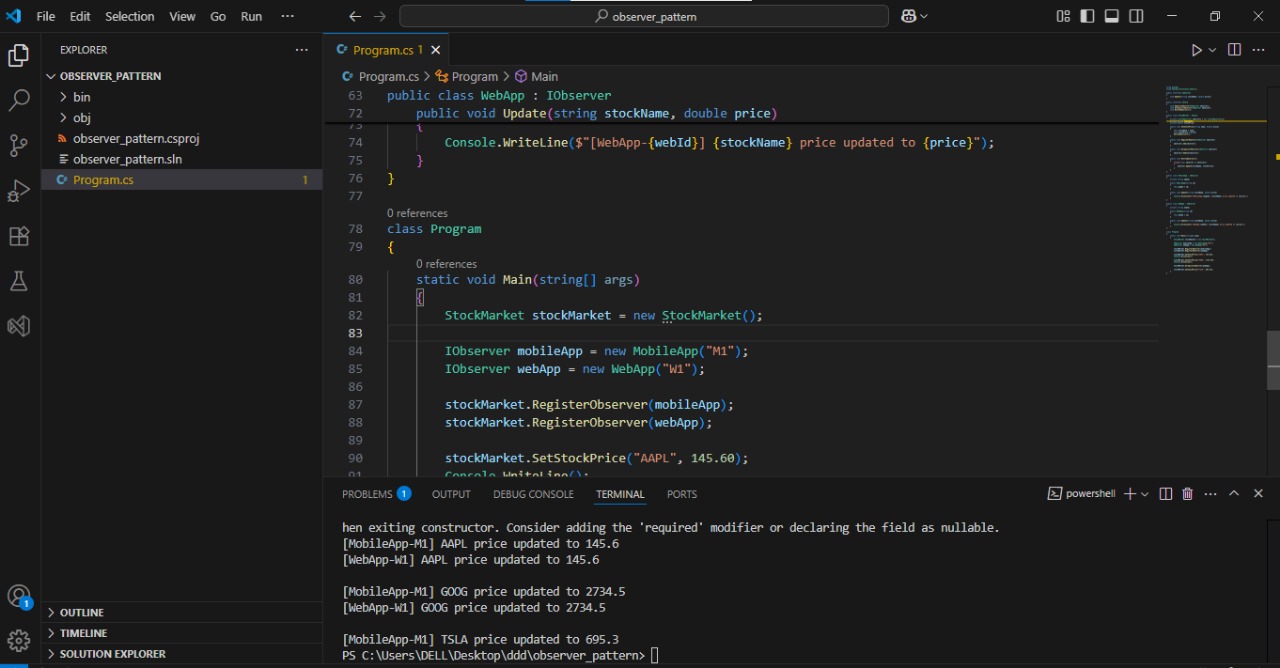 File Edit Selection View Go Run ··· observer_pattern
EXPLORER ···
OBSERVER_PATTERN
bin
obj
observer_pattern.csproj
observer_pattern.sln
Program.cs 1
OUTLINE
TIMELINE
SOLUTION EXPLORER
1
Program.cs 1
Program.cs > Program > Main
63 public class WebApp : IObserver
72 public void Update(string stockName, double price)
73 {
74 Console.WriteLine($"[WebApp-{webId}] {stockName} price updated to {price}");
75 }
76 }
77
0 references
78 class Program
79 {
0 references
80 static void Main(string[] args)
81 {
82 StockMarket stockMarket = new StockMarket();
83
84 IObserver mobileApp = new MobileApp("M1");
85 IObserver webApp = new WebApp("W1");
86
87 stockMarket.RegisterObserver(mobileApp);
88 stockMarket.RegisterObserver(webApp);
89
90 stockMarket.SetStockPrice("AAPL", 145.60);
91 Console.WriteLine();
PROBLEMS 1 OUTPUT DEBUG CONSOLE TERMINAL PORTS powershell
hen exiting constructor. Consider adding the 'required' modifier or declaring the field as nullable.
[MobileApp-M1] AAPL price updated to 145.6
[WebApp-W1] AAPL price updated to 145.6
[MobileApp-M1] GOOG price updated to 2734.5
[WebApp-W1] GOOG price updated to 2734.5
[MobileApp-M1] TSLA price updated to 695.3
PS C:\Users\DELL\Desktop\ddd\observer_pattern>